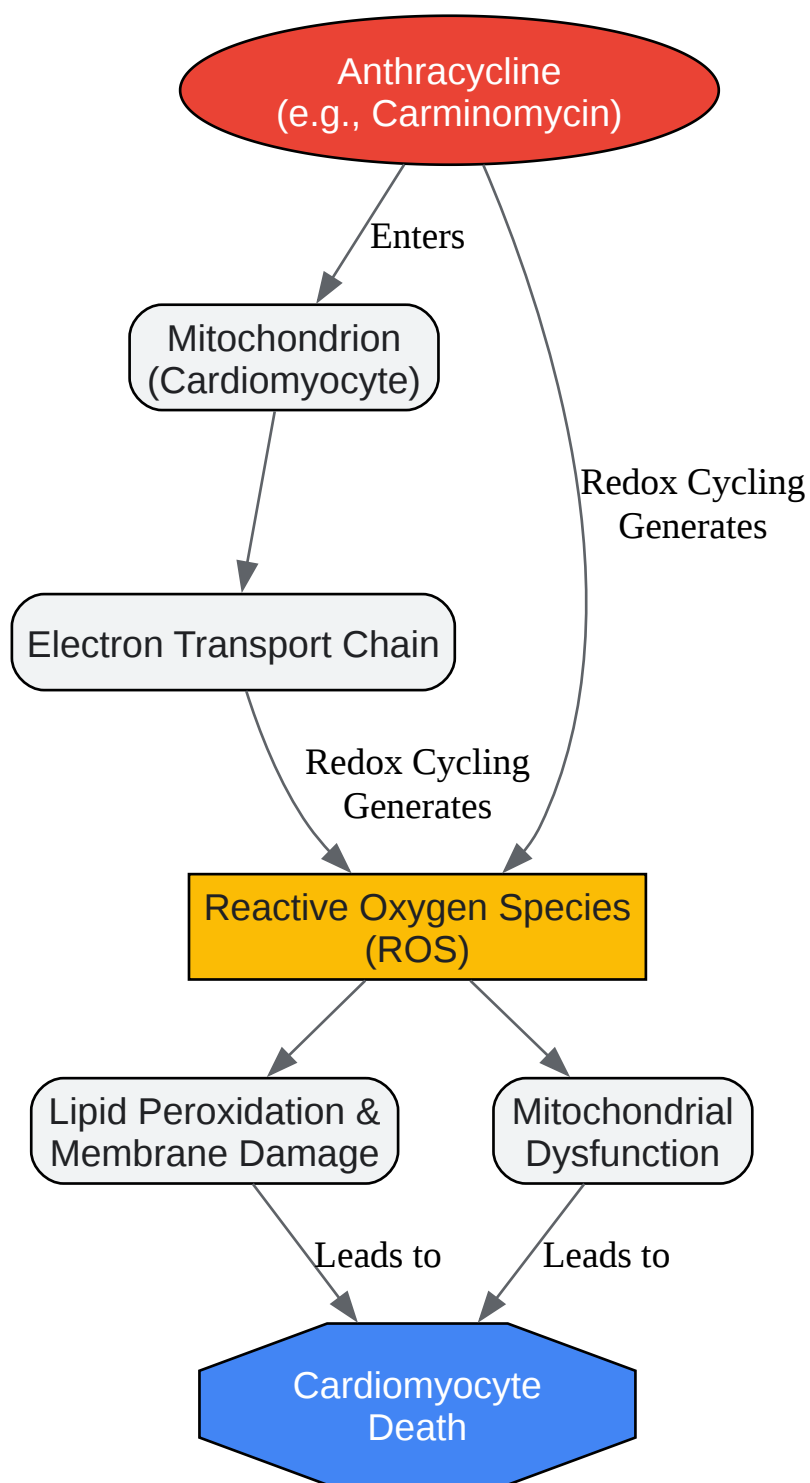 Anthracycline
(e.g., Carminomycin)
Enters
Mitochondrion
(Cardiomyocyte)
Redox Cycling
Generates
Electron Transport Chain
Redox Cycling
Generates
Reactive Oxygen Species
(ROS)
Lipid Peroxidation &
Membrane Damage
Mitochondrial
Dysfunction
Leads to
Leads to
Cardiomyocyte
Death